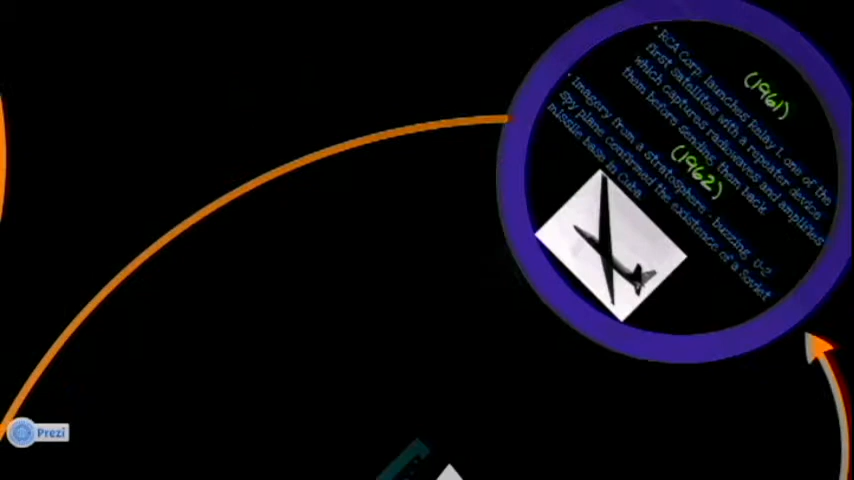 (1961)
• RCA Corp. launches Relay 1, one of the
first satellites with a repeater device
which captures radiowaves and amplifies
them before sending them back.
(1962)
• Imagery from a stratosphere - buzzing U-2
spy plane confirmed the existence of a Soviet
missile base in Cuba.
Prezi